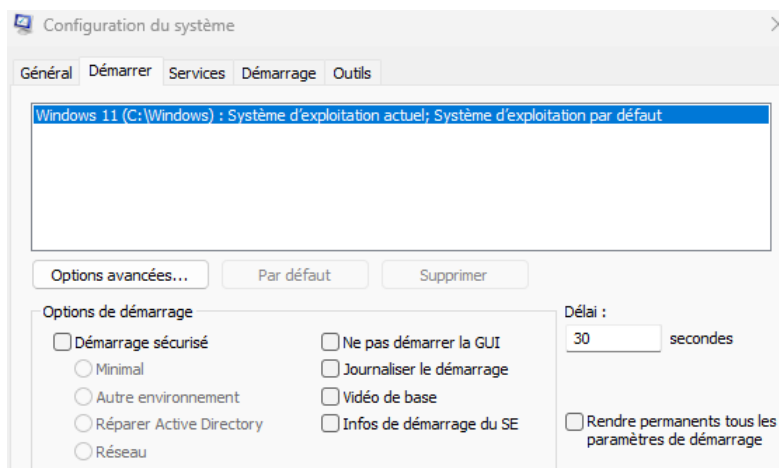 Configuration du système
Général Démarrer Services Démarrage Outils
Windows 11 (C:\Windows) : Système d'exploitation actuel; Système d'exploitation par défaut
Options avancées... Par défaut Supprimer
Options de démarrage
Démarrage sécurisé
Minimal
Autre environnement
Réparer Active Directory
Réseau
Ne pas démarrer la GUI
Journaliser le démarrage
Vidéo de base
Infos de démarrage du SE
Délai :
30 secondes
Rendre permanents tous les
paramètres de démarrage